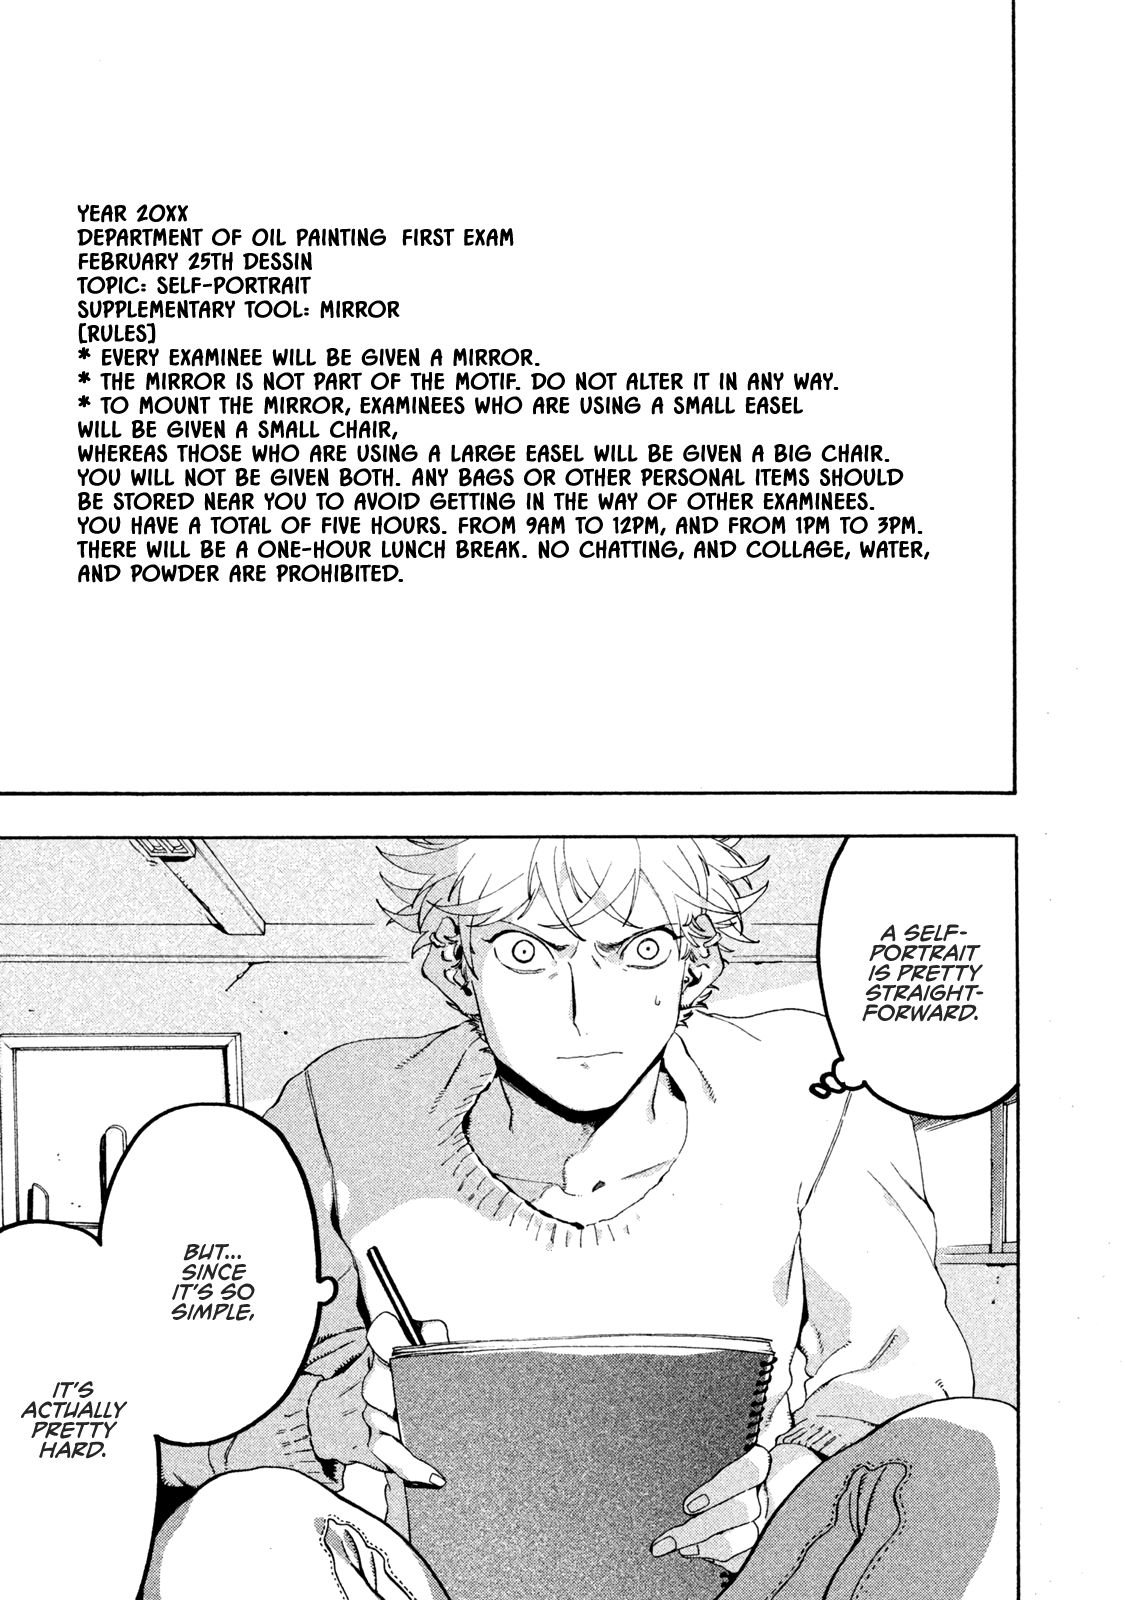 YEAR 20XX
DEPARTMENT OF OIL PAINTING FIRST EXAM
FEBRUARY 25TH DESSIN
TOPIC: SELF-PORTRAIT
SUPPLEMENTARY TOOL: MIRROR
[RULES]
* EVERY EXAMINEE WILL BE GIVEN A MIRROR.
* THE MIRROR IS NOT PART OF THE MOTIF. DO NOT ALTER IT IN ANY WAY.
* TO MOUNT THE MIRROR, EXAMINEES WHO ARE USING A SMALL EASEL
WILL BE GIVEN A SMALL CHAIR,
WHEREAS THOSE WHO ARE USING A LARGE EASEL WILL BE GIVEN A BIG CHAIR.
YOU WILL NOT BE GIVEN BOTH. ANY BAGS OR OTHER PERSONAL ITEMS SHOULD
BE STORED NEAR YOU TO AVOID GETTING IN THE WAY OF OTHER EXAMINEES.
YOU HAVE A TOTAL OF FIVE HOURS. FROM 9AM TO 12PM, AND FROM 1PM TO 3PM.
THERE WILL BE A ONE-HOUR LUNCH BREAK. NO CHATTING, AND COLLAGE, WATER,
AND POWDER ARE PROHIBITED.
A SELF-
PORTRAIT
IS PRETTY
STRAIGHT-
FORWARD.
BUT...
SINCE
IT'S SO
SIMPLE,
IT'S
ACTUALLY
PRETTY
HARD.